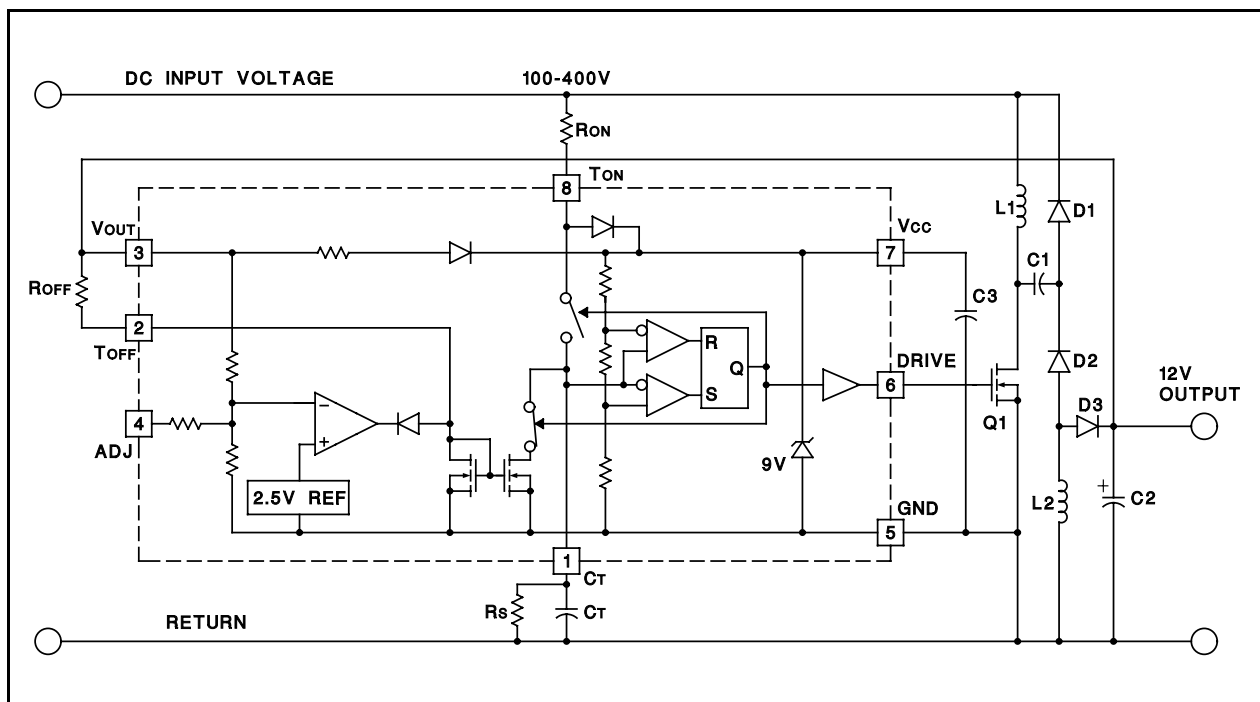 DC INPUT VOLTAGE
100-400V
RON
TON
8
VOUT
3
VCC
7
L1
D1
C1
ROFF
C3
2
TOFF
R
Q
S
DRIVE
6
D2
12V
OUTPUT
4
ADJ
−
+
Q1
D3
9V
2.5V REF
GND
5
L2
+
C2
1
CT
RS
CT
RETURN